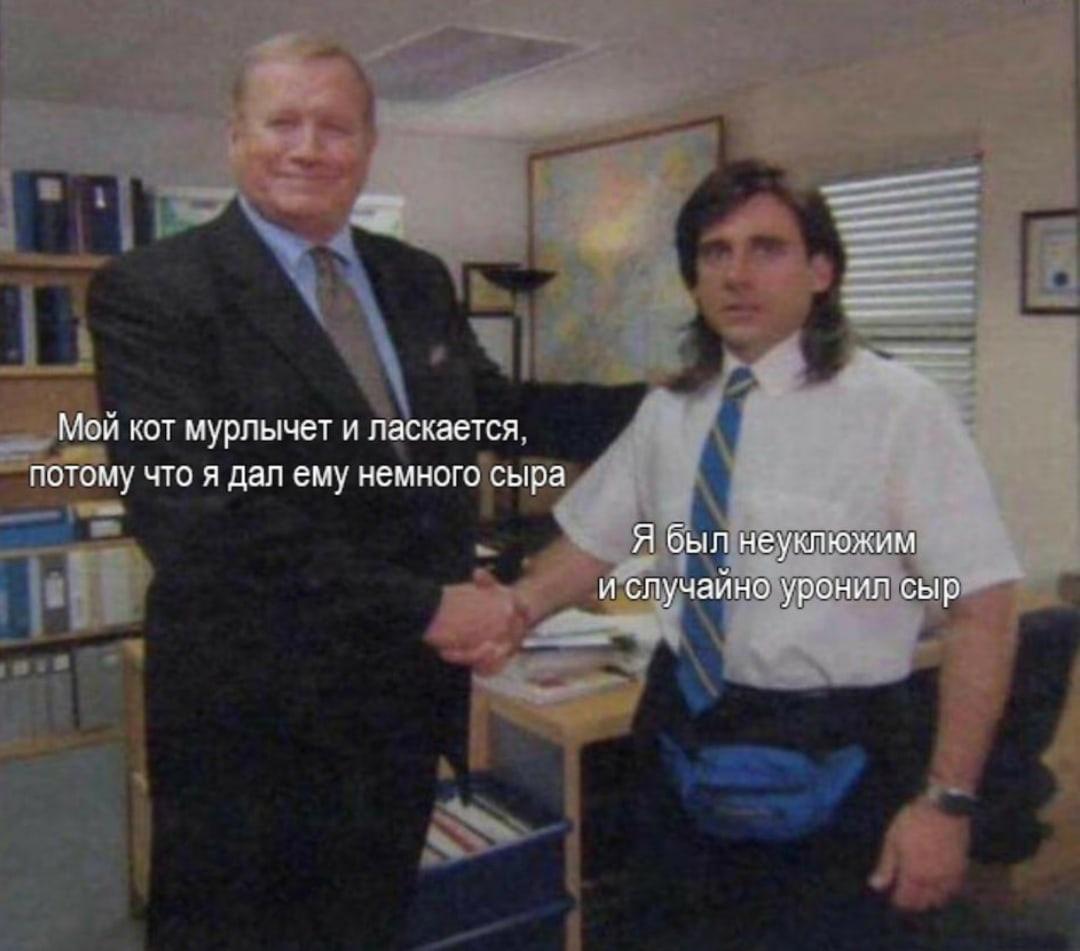 Мой кот мурлычет и ласкается,
потому что я дал ему немного сыра
Я был неуклюжим
и случайно уронил сыр